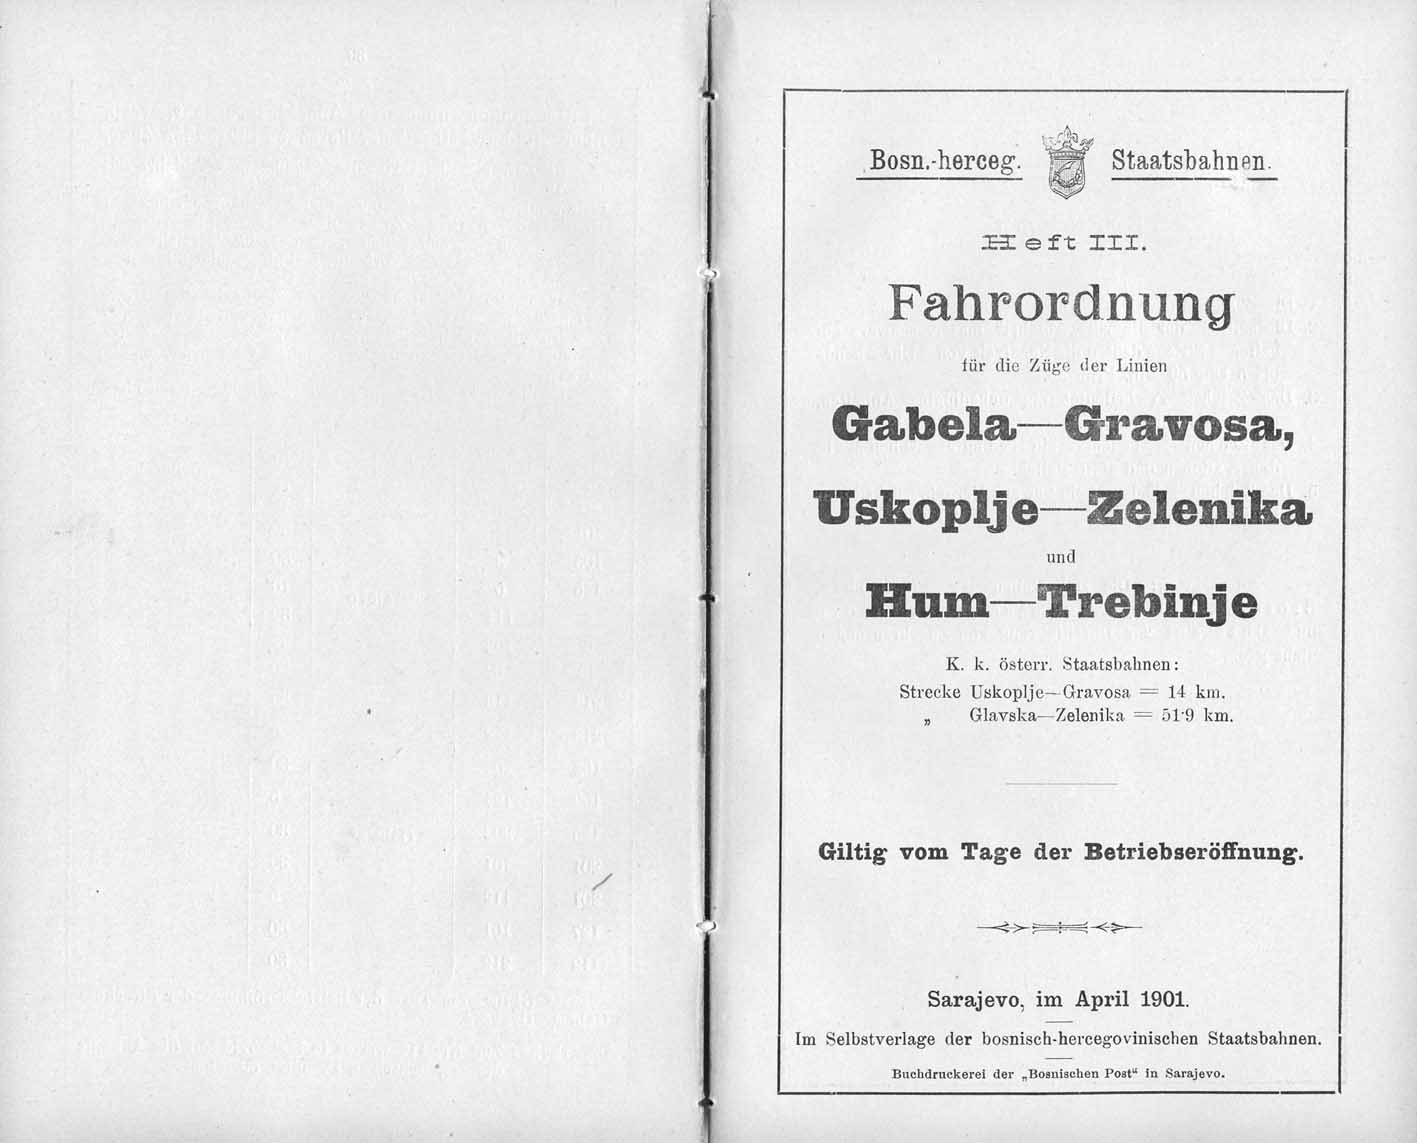 Bosn.-herceg. Staatsbahnen.
Heft III.
Fahrordnung
für die Züge der Linien
Gabela—Gravosa,
Uskoplje—Zelenika
und
Hum—Trebinje
K. k. österr. Staatsbahnen:
Strecke Uskoplje—Gravosa = 14 km.
„ Glavska—Zelenika = 51·9 km.
Giltig vom Tage der Betriebseröffnung.
Sarajevo, im April 1901.
Im Selbstverlage der bosnisch-hercegovinischen Staatsbahnen.
Buchdruckerei der „Bosnischen Post“ in Sarajevo.